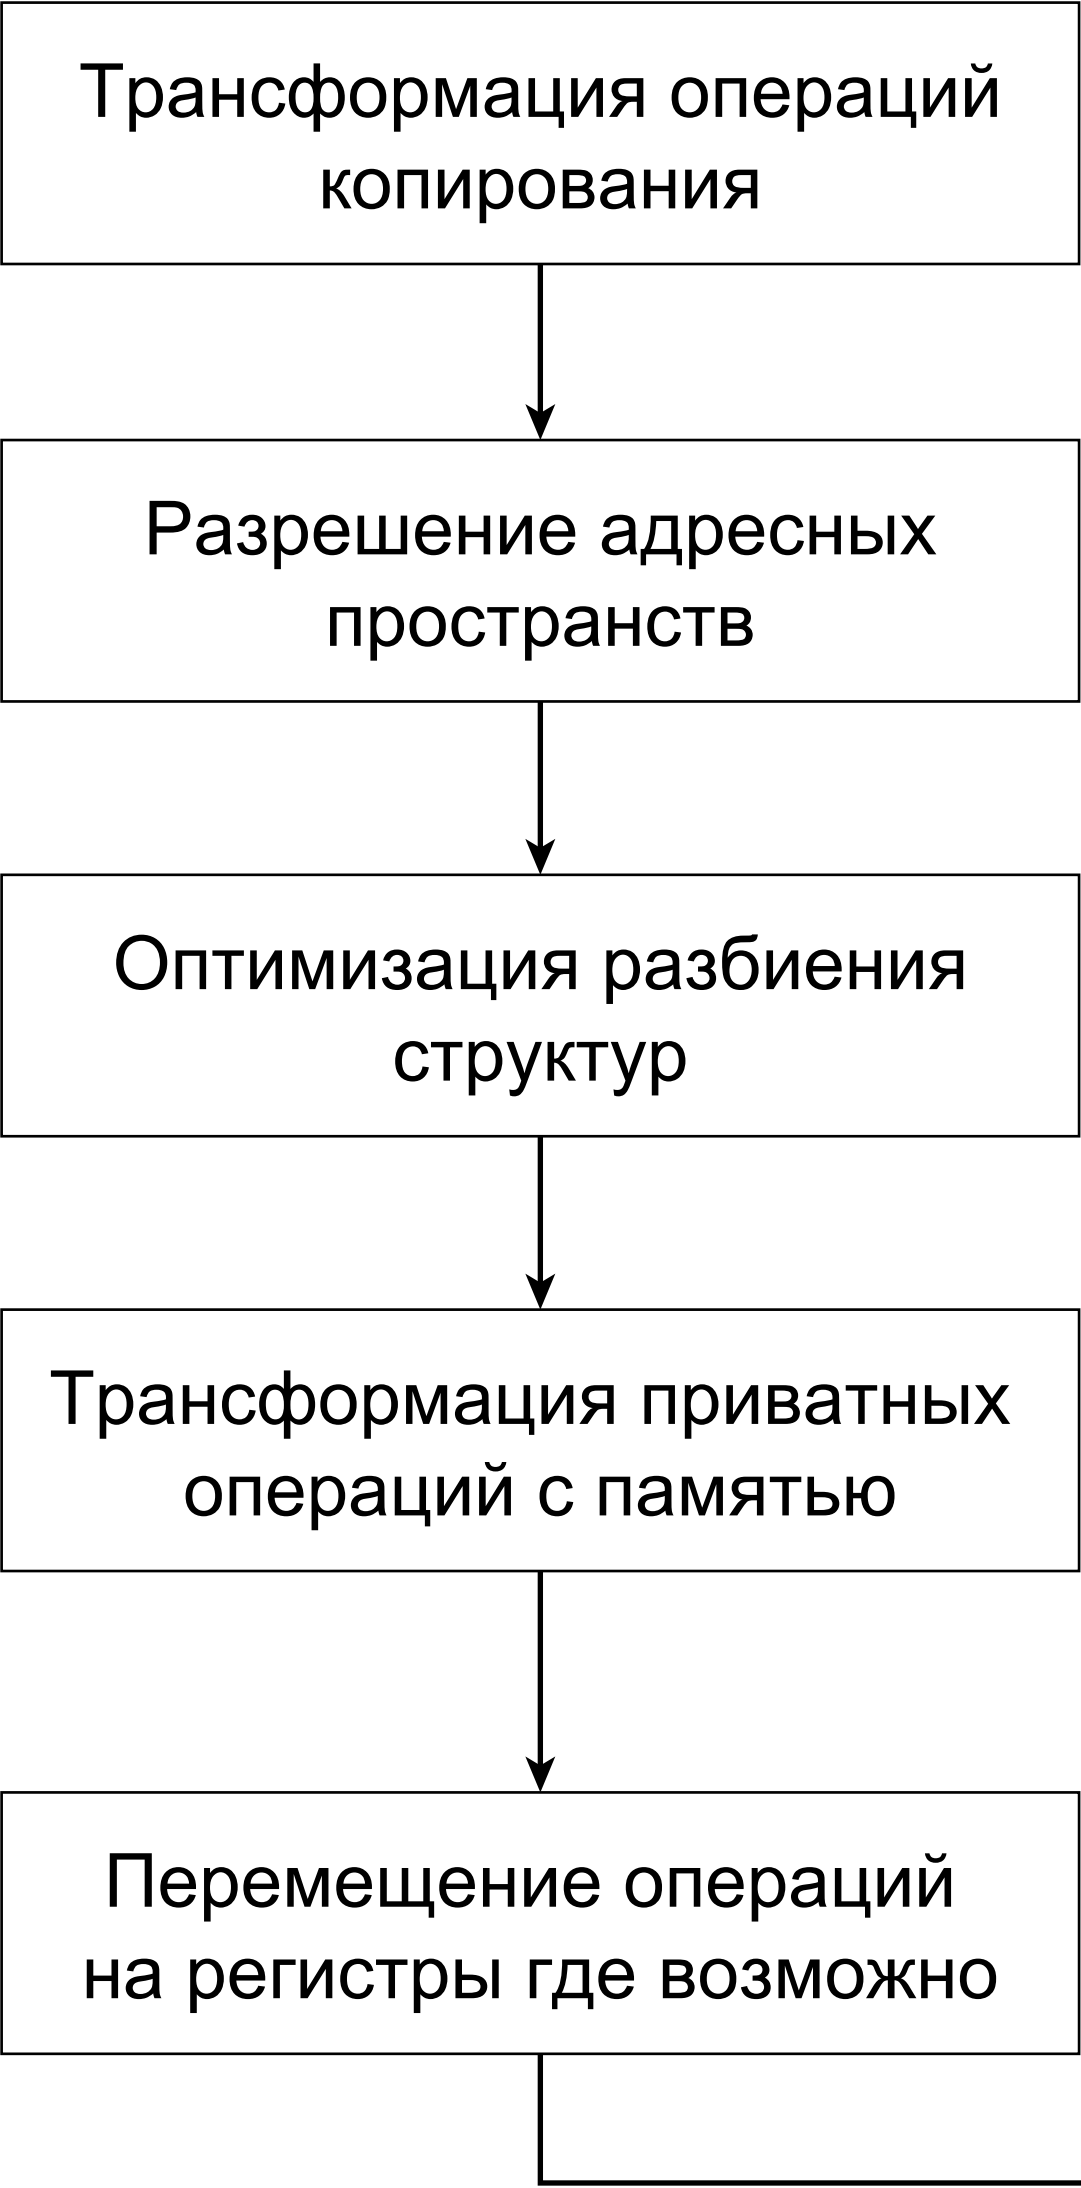 Трансформация операций
копирования
Разрешение адресных
пространств
Оптимизация разбиения
структур
Трансформация приватных
операций с памятью
Перемещение операций
на регистры где возможно